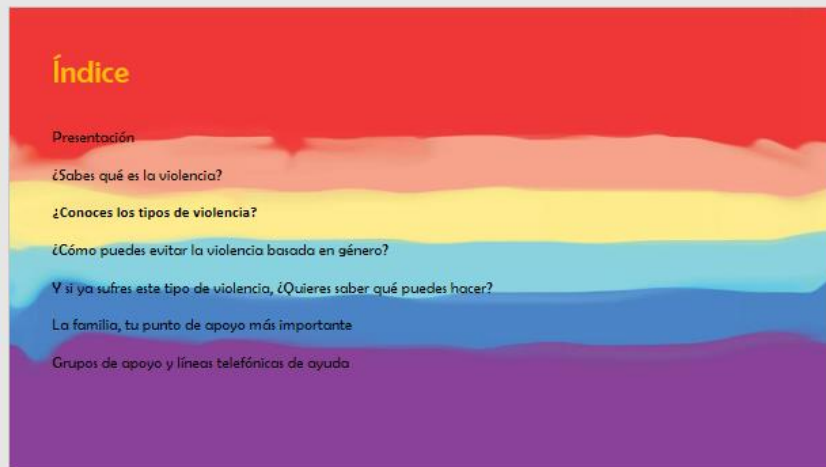 Índice
Presentación
¿Sabes qué es la violencia?
¿Conoces los tipos de violencia?
¿Cómo puedes evitar la violencia basada en género?
Y si ya sufres este tipo de violencia, ¿Quieres saber qué puedes hacer?
La familia, tu punto de apoyo más importante
Grupos de apoyo y líneas telefónicas de ayuda